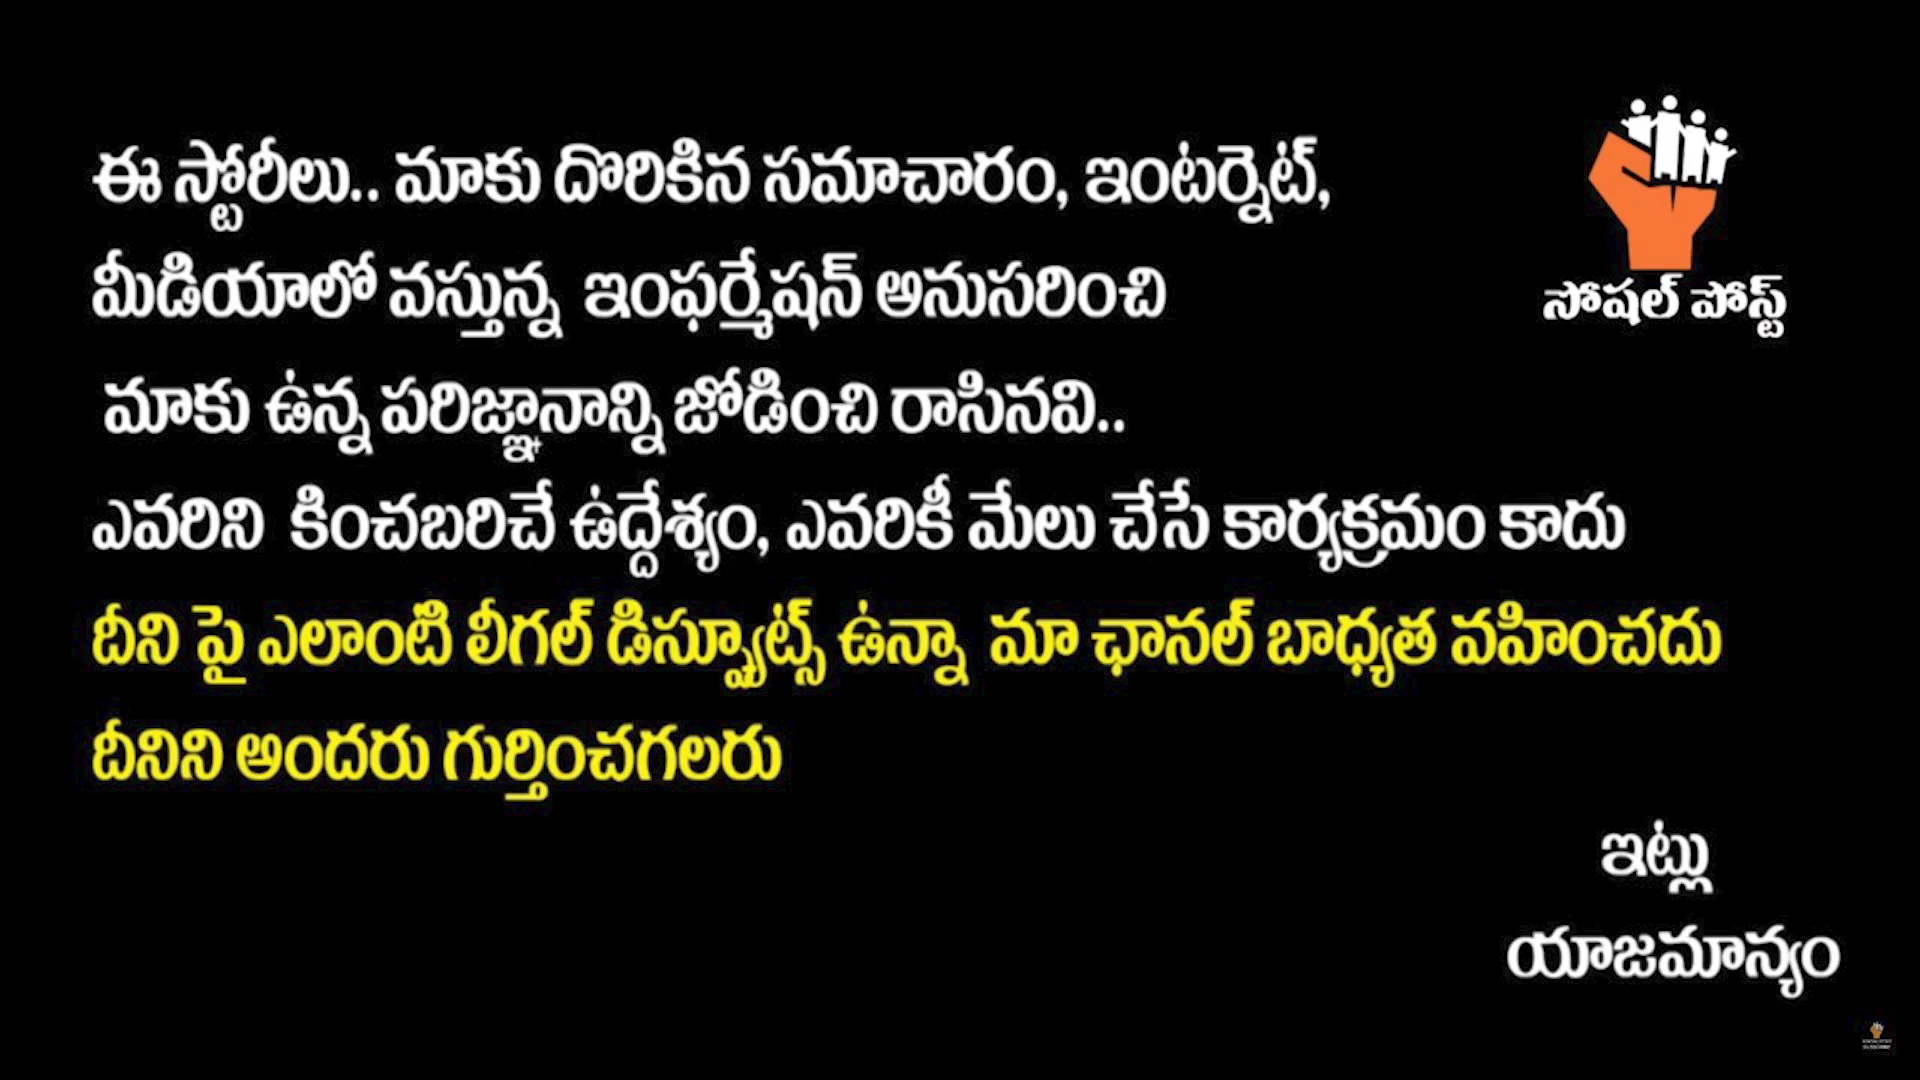 ఈ స్టోరీలు.. మాకు దొరికిన సమాచారం, ఇంటర్నెట్,
మీడియాలో వస్తున్న ఇంఫర్మేషన్ అనుసరించి
మాకు ఉన్న పరిజ్ఞానాన్ని జోడించి రాసినవి..
ఎవరిని కించబరిచే ఉద్దేశ్యం, ఎవరికీ మేలు చేసే కార్యక్రమం కాదు
దీని పై ఎలాంటి లీగల్ డిస్ప్యూట్స్ ఉన్నా మా ఛానల్ బాధ్యత వహించదు
దీనిని అందరు గుర్తించగలరు
సోషల్ పోస్ట్
ఇట్లు
యాజమాన్యం